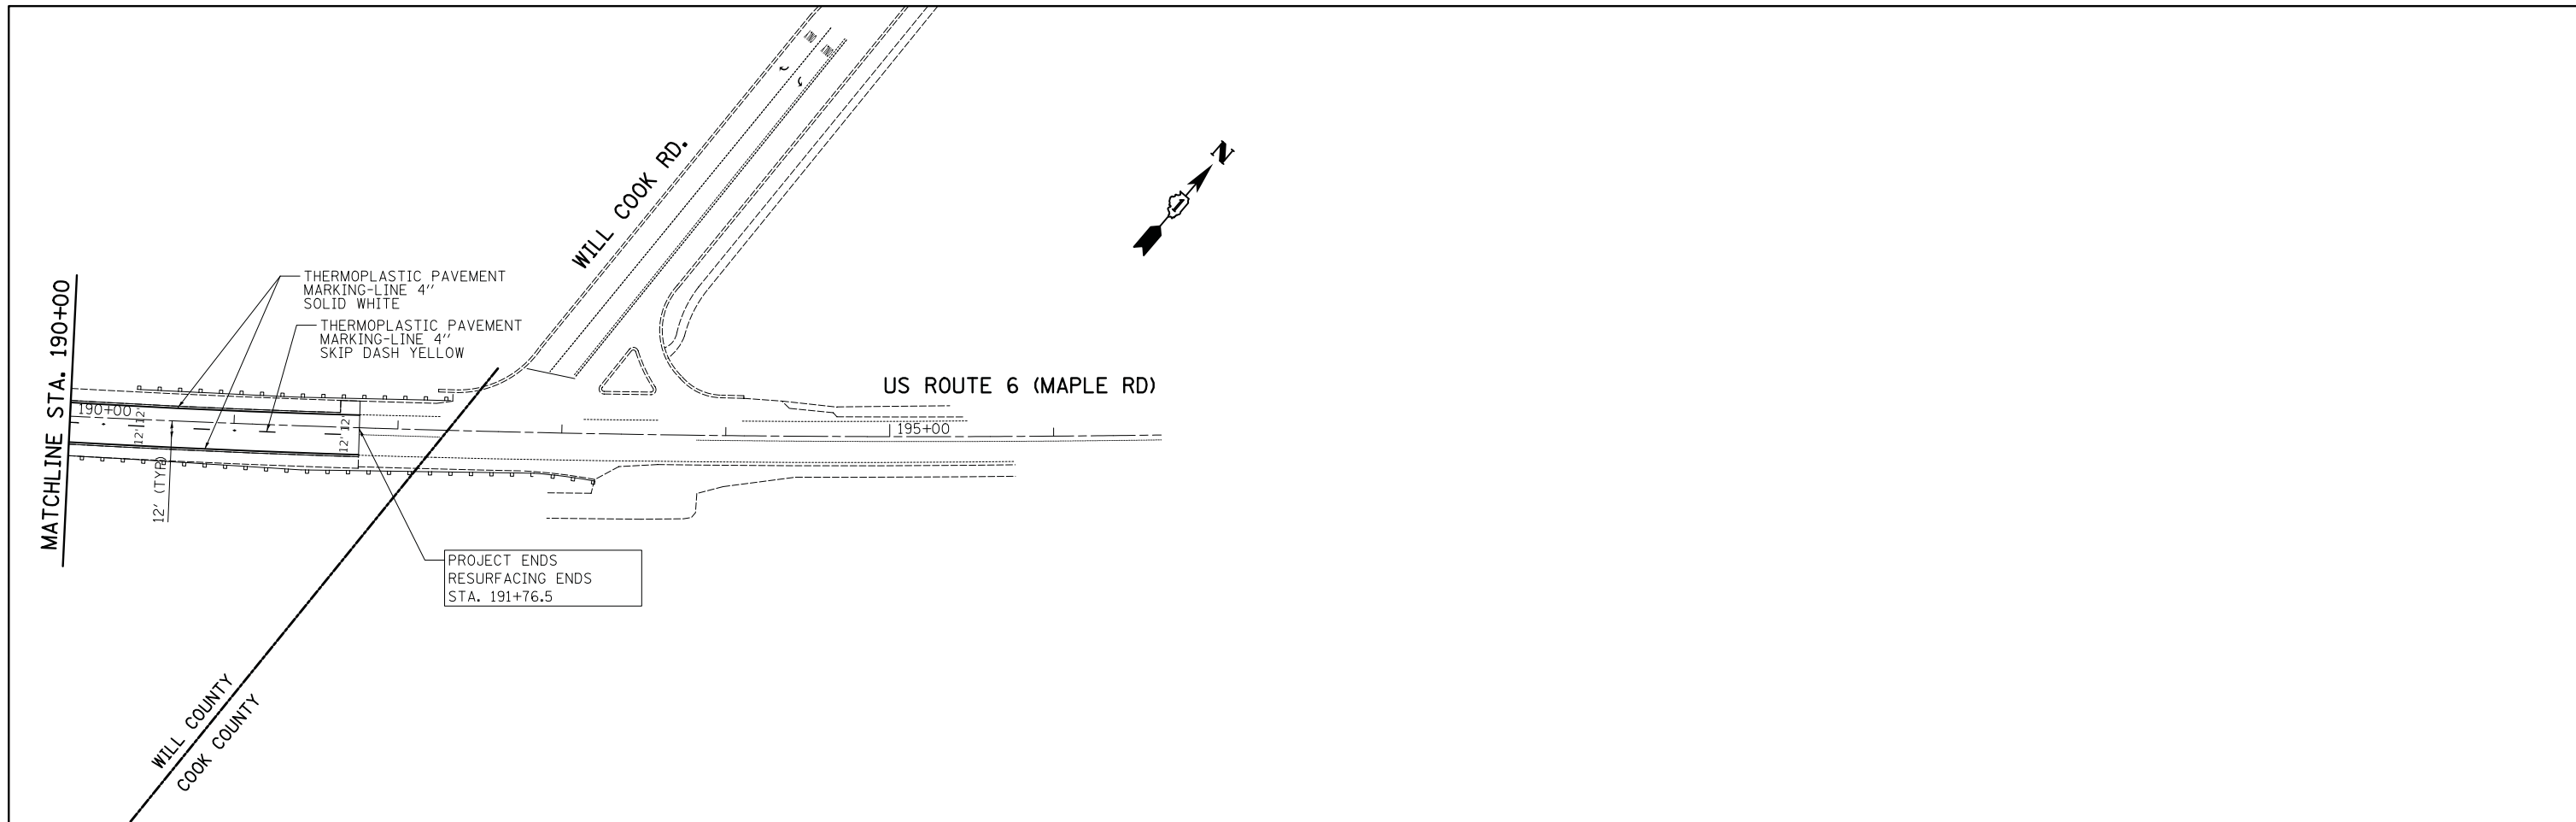 N
1
WILL COOK RD.
THERMOPLASTIC PAVEMENT
MARKING-LINE 4''
SOLID WHITE
THERMOPLASTIC PAVEMENT
MARKING-LINE 4''
SKIP DASH YELLOW
MATCHLINE STA. 190+00
US ROUTE 6 (MAPLE RD)
190+00
12' 12'
12' 12'
195+00
12' (TYP)
PROJECT ENDS
RESURFACING ENDS
STA. 191+76.5
WILL COUNTY
COOK COUNTY